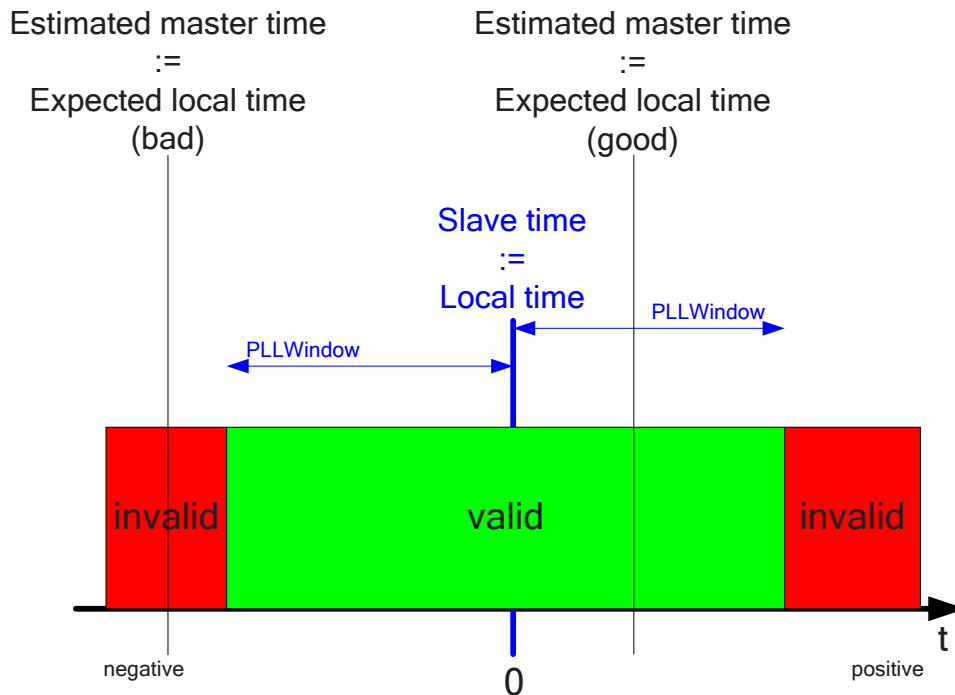 Estimated master time
:=
Expected local time
(bad)
Estimated master time
:=
Expected local time
(good)
Slave time
:=
Local time
PLLWindow
PLLWindow
invalid
valid
invalid
t
negative
0
positive